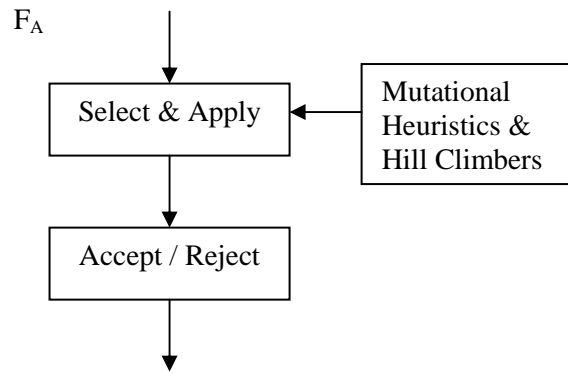 F_A
Select & Apply
Mutational
Heuristics &
Hill Climbers
Accept / Reject